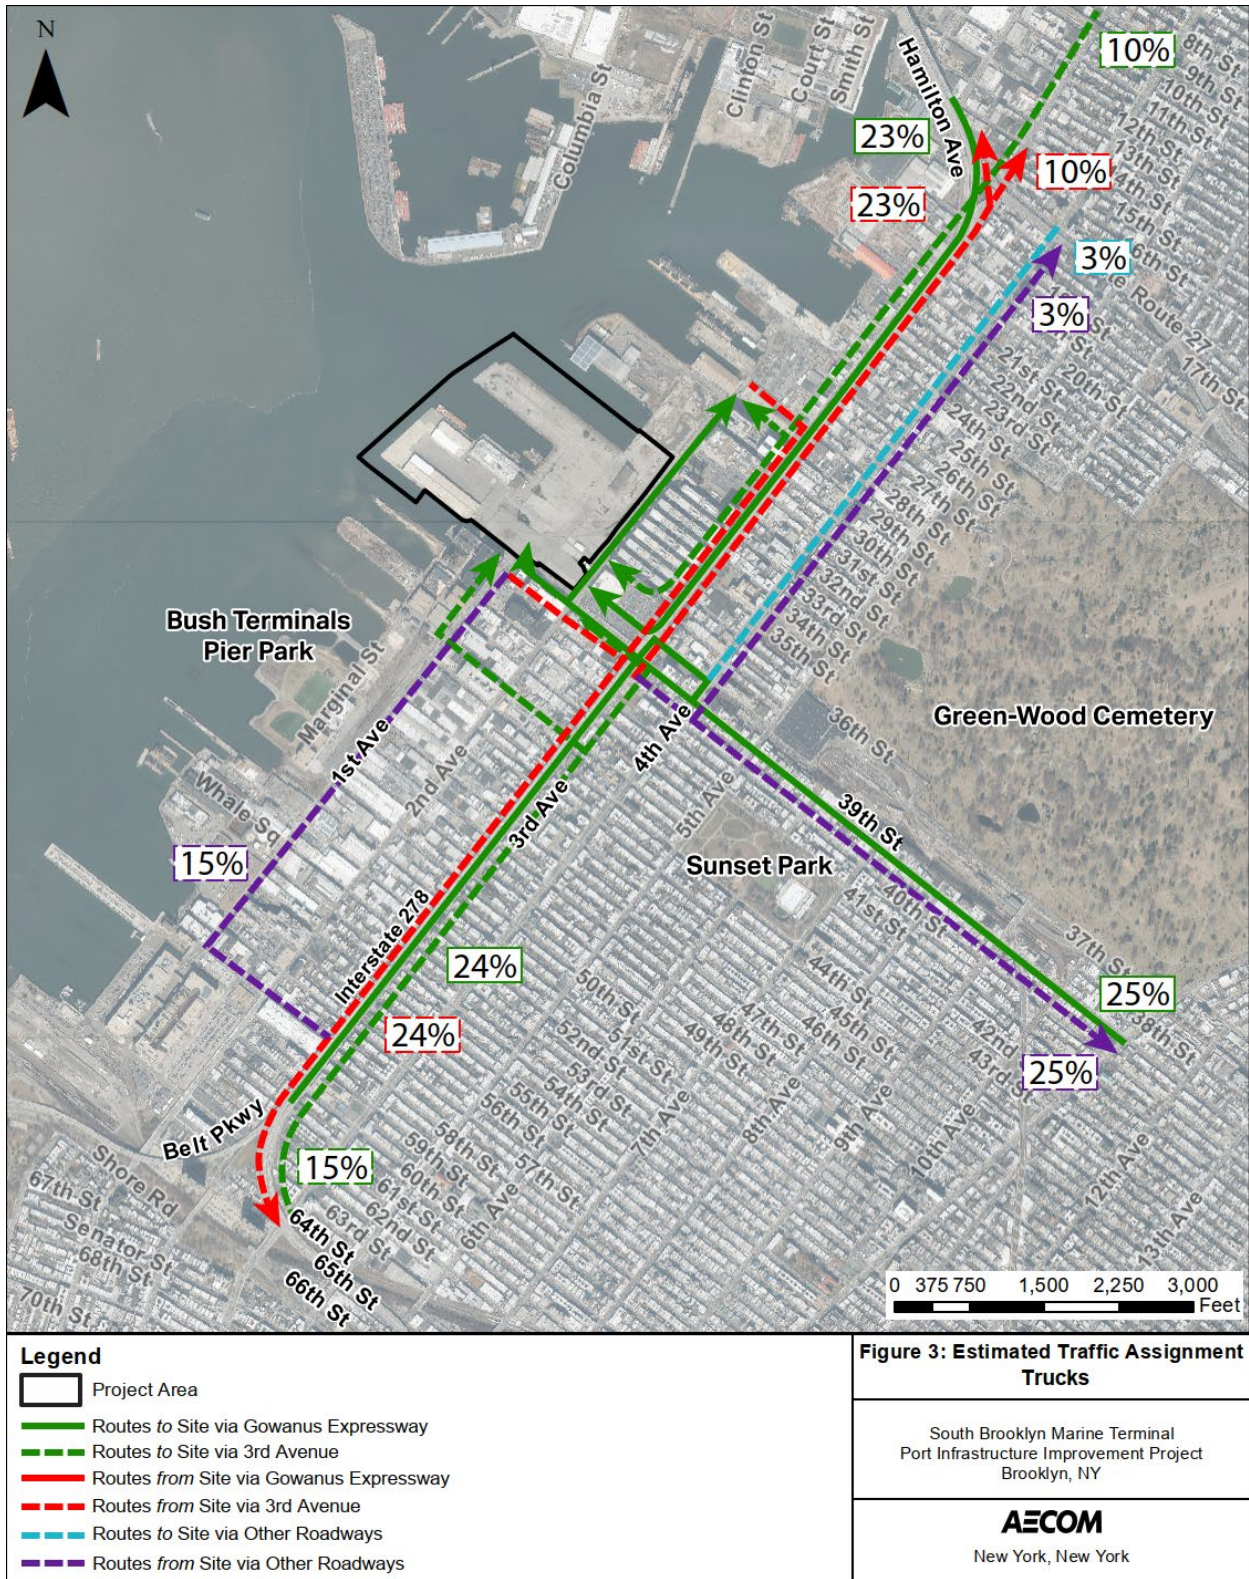 N
Columbia St
Clinton St
Court St
Smith St
Hamilton Ave
10%
8th St
9th St
10th St
11th St
12th St
13th St
14th St
15th St
16th St
23%
10%
23%
3%
State Route 27
3%
17th St
20th St
21st St
22nd St
23rd St
24th St
25th St
26th St
27th St
28th St
29th St
30th St
31st St
32nd St
33rd St
34th St
35th St
36th St
Bush Terminals
Pier Park
Marginal St
1st Ave
2nd Ave
Whale Sq
15%
3rd Ave
4th Ave
5th Ave
Green-Wood Cemetery
39th St
Sunset Park
40th St
41st St
37th St
38th St
Interstate 278
24%
24%
25%
25%
42nd St
43rd St
44th St
45th St
46th St
47th St
48th St
49th St
50th St
51st St
52nd St
53rd St
54th St
55th St
56th St
57th St
58th St
59th St
60th St
61st St
62nd St
63rd St
6th Ave
7th Ave
8th Ave
9th Ave
10th Ave
12th Ave
13th Ave
Belt Pkwy
15%
Shore Rd
64th St
65th St
66th St
67th St
Senator St
68th St
70th St
0 375 750 1,500 2,250 3,000
Feet
Legend
Project Area
Routes to Site via Gowanus Expressway
Routes to Site via 3rd Avenue
Routes from Site via Gowanus Expressway
Routes from Site via 3rd Avenue
Routes to Site via Other Roadways
Routes from Site via Other Roadways
Figure 3: Estimated Traffic Assignment
Trucks
South Brooklyn Marine Terminal
Port Infrastructure Improvement Project
Brooklyn, NY
AECOM
New York, New York